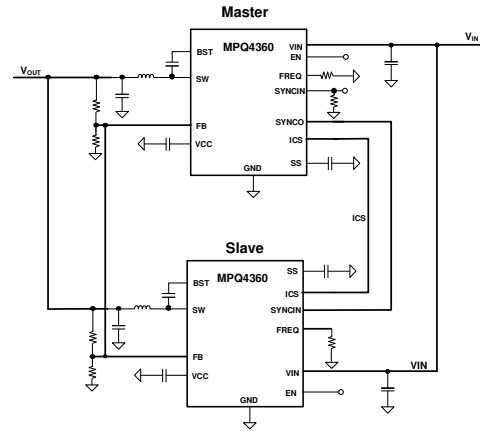 Master
MPQ4360
BST
SW
FB
VCC
GND
VIN
EN
FREQ
SYNCIN
SYNCO
ICS
SS
VOUT
VIN
ICS
Slave
MPQ4360
BST
SW
FB
VCC
GND
SS
ICS
SYNCIN
FREQ
VIN
EN
VIN